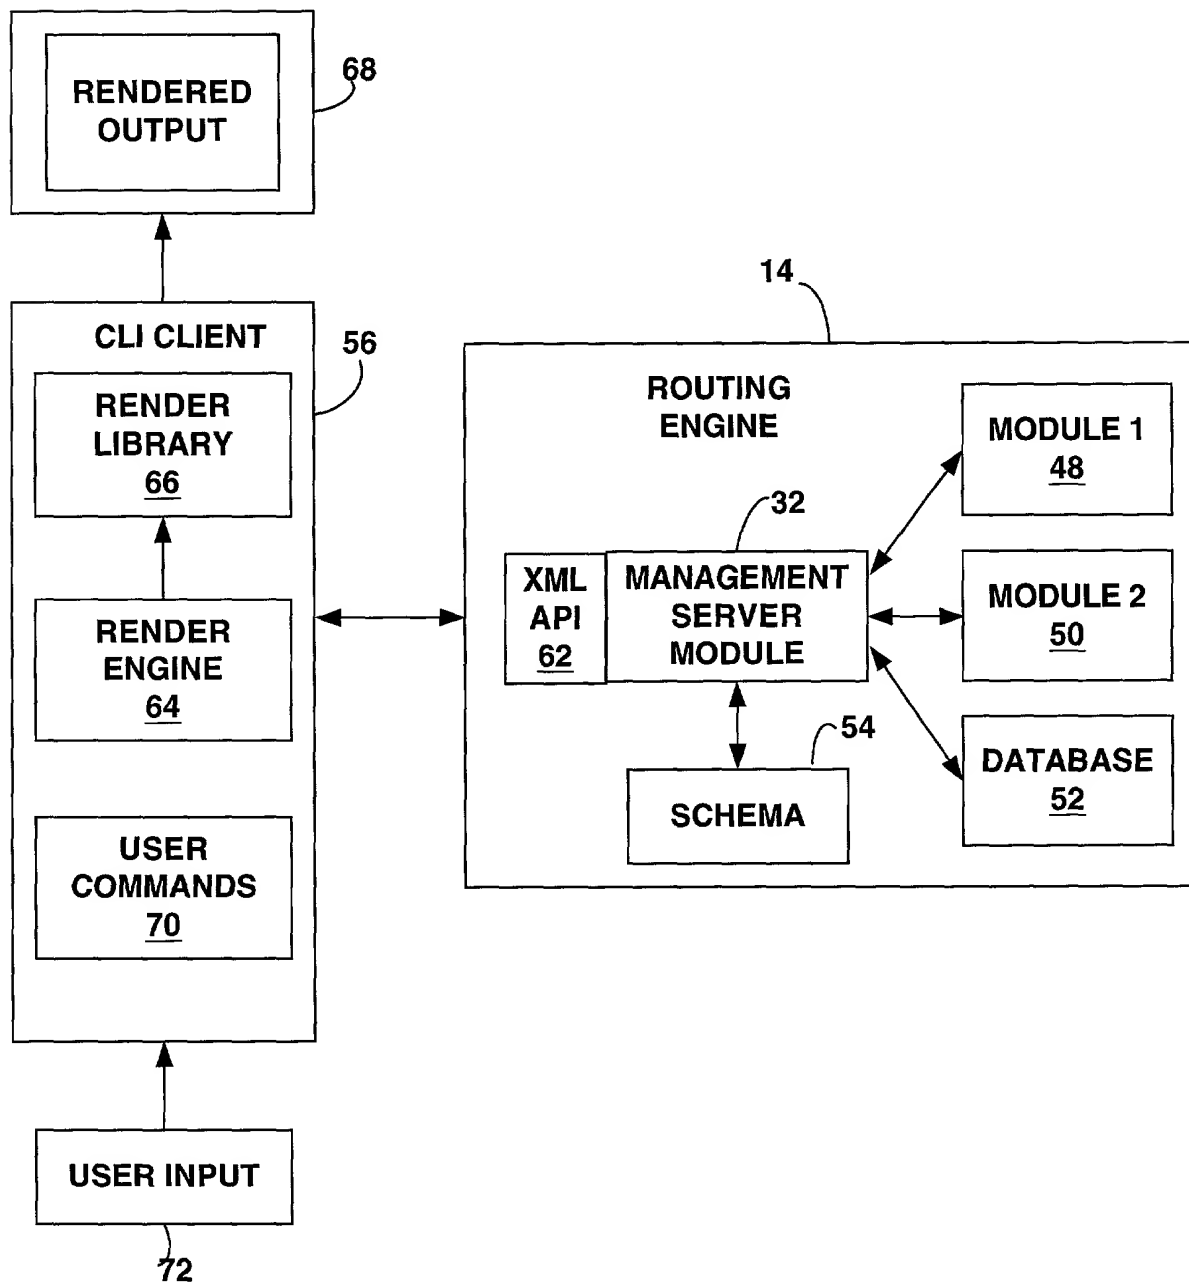 RENDERED
OUTPUT
68
CLI CLIENT
56
RENDER
LIBRARY
66
RENDER
ENGINE
64
USER
COMMANDS
70
USER INPUT
72
14
ROUTING
ENGINE
32
XML
API
62
MANAGEMENT
SERVER
MODULE
MODULE 1
48
MODULE 2
50
DATABASE
52
54
SCHEMA